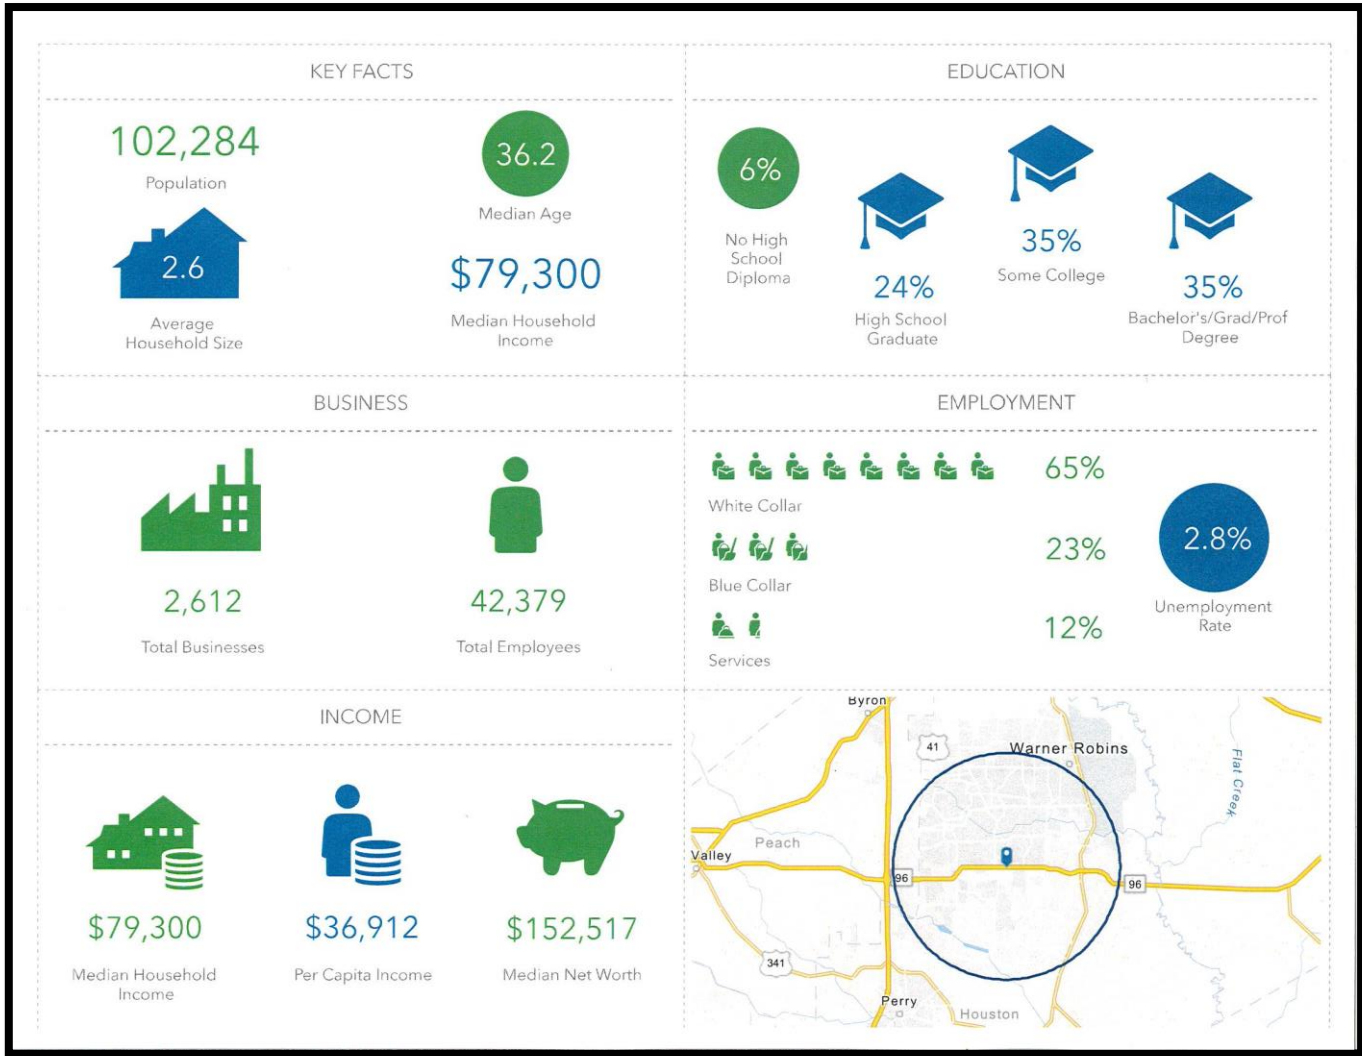 KEY FACTS
102,284
Population
36.2
Median Age
2.6
Average
Household Size
$79,300
Median Household
Income
EDUCATION
6%
No High
School
Diploma
24%
High School
Graduate
35%
Some College
35%
Bachelor's/Grad/Prof
Degree
BUSINESS
2,612
Total Businesses
42,379
Total Employees
EMPLOYMENT
65%
White Collar
23%
Blue Collar
12%
Services
2.8%
Unemployment
Rate
INCOME
$79,300
Median Household
Income
$36,912
Per Capita Income
$152,517
Median Net Worth
Byron
41
Warner Robins
Flat Creek
Peach
Valley
96
96
341
Perry
Houston